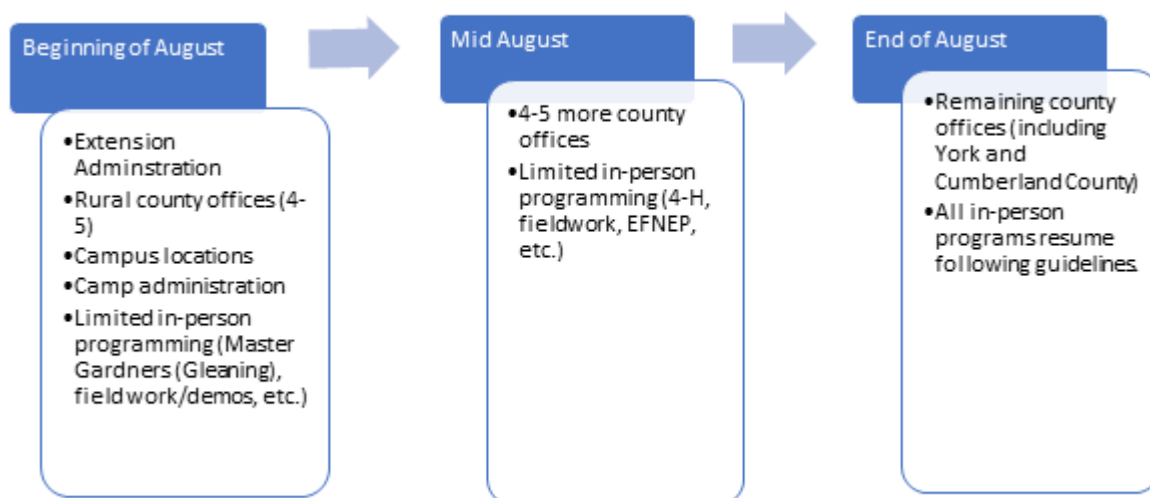 Beginning of August
•Extension
Adminstration
•Rural county offices (4-
5)
•Campus locations
•Camp administration
•Limited in-person
programming (Master
Gardners (Gleaning),
field work/demos, etc.)
Mid August
•4-5 more county
offices
•Limited in-person
programming (4-H,
fieldwork, EFNEP,
etc.)
End of August
•Remaining county
offices (including
York and
Cumberland County)
•All in-person
programs resume
following guidelines.